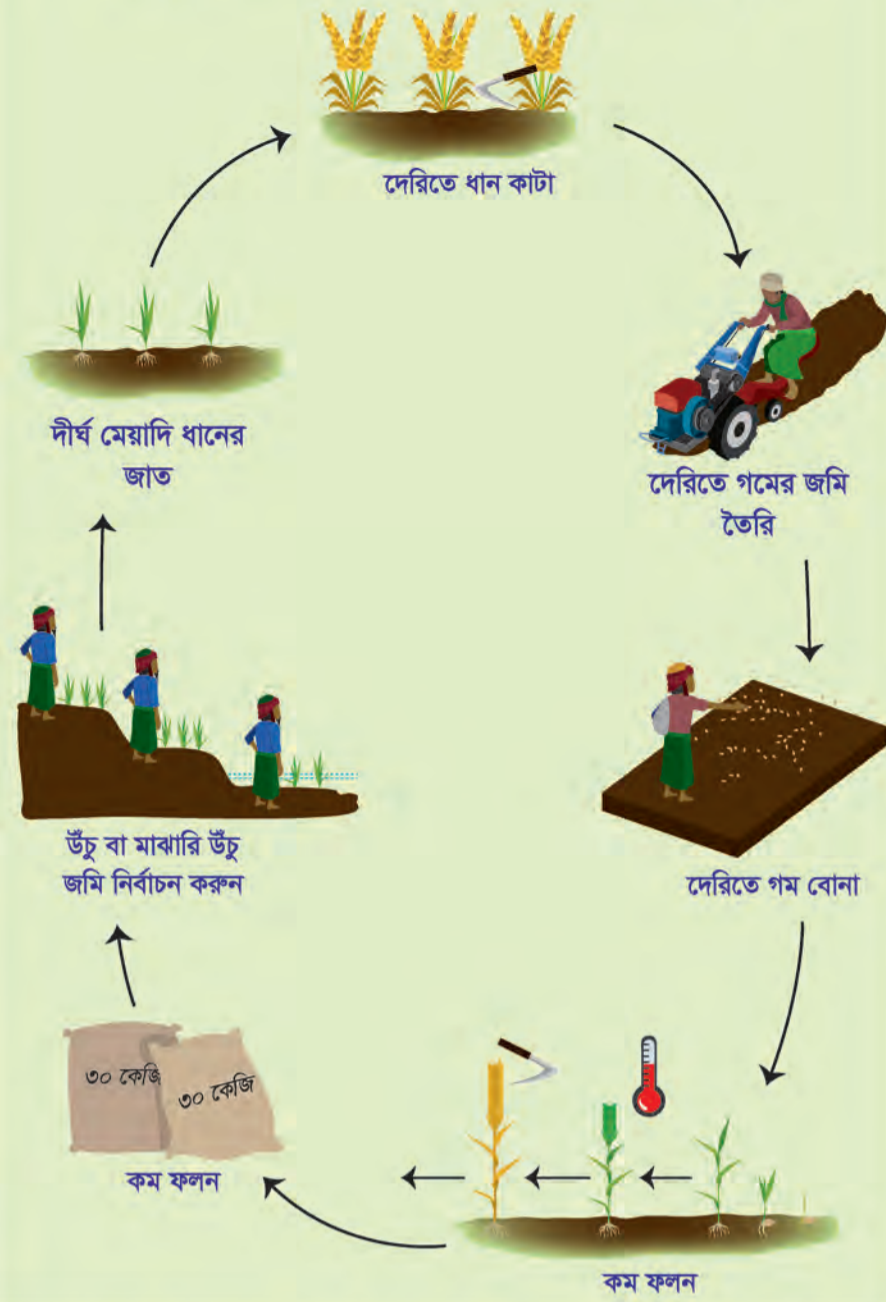 দেরিতে ধান কাটা
দেরিতে গমের জমি
তৈরি
দেরিতে গম বোনা
কম ফলন
৩০ কেজি
৩০ কেজি
কম ফলন
উঁচু বা মাঝারি উঁচু
জমি নির্বাচন করুন
দীর্ঘ মেয়াদি ধানের
জাত